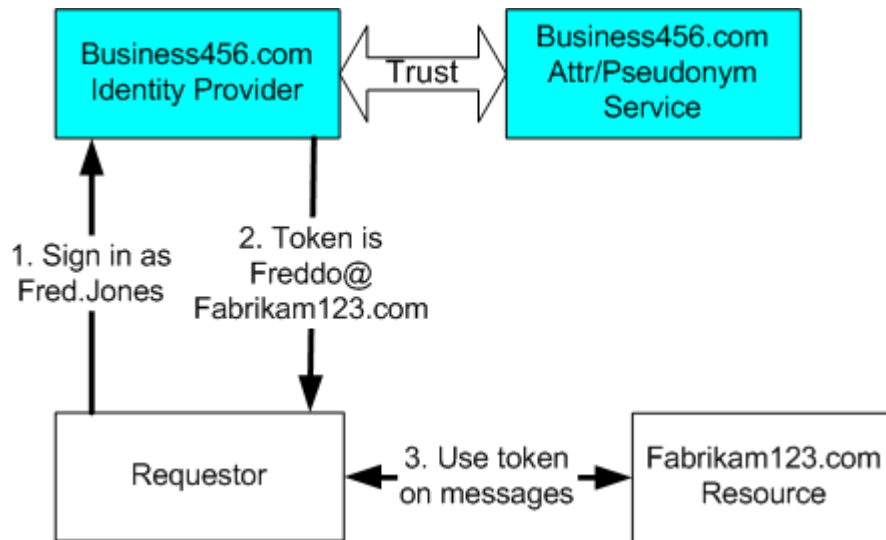 Business456.com
Identity Provider
Trust
Business456.com
Attr/Pseudonym
Service
1. Sign in as
Fred.Jones
2. Token is
Freddo@
Fabrikam123.com
Requestor
3. Use token
on messages
Fabrikam123.com
Resource